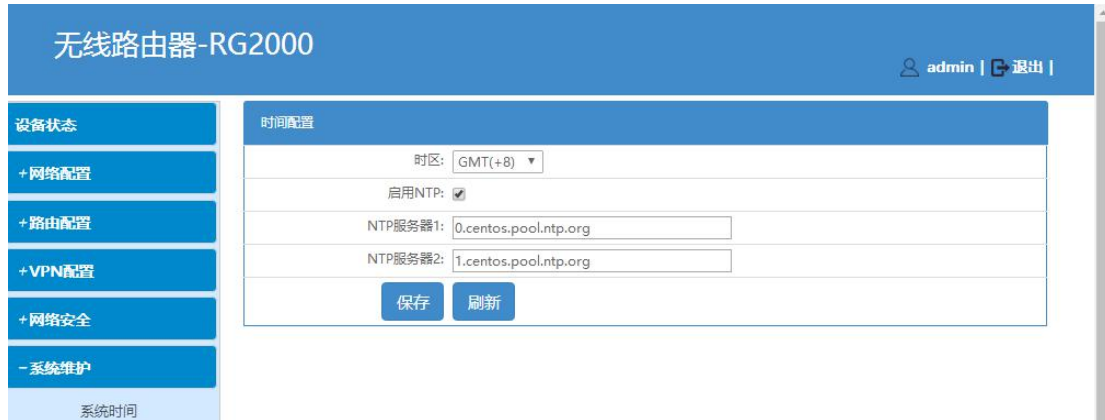 无线路由器-RG2000
admin | 退出 |
设备状态
+网络配置
+路由配置
+VPN配置
+网络安全
-系统维护
系统时间
时间配置
时区: GMT(+8)
启用NTP:
NTP服务器1: 0.centos.pool.ntp.org
NTP服务器2: 1.centos.pool.ntp.org
保存 刷新